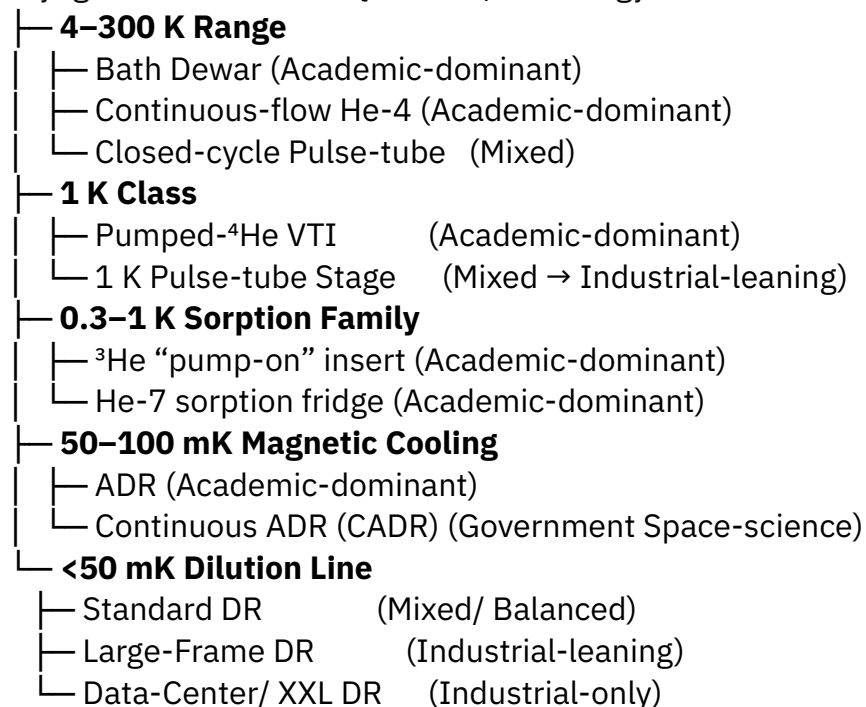 ├─ 4–300 K Range
│ ├─ Bath Dewar (Academic-dominant)
│ ├─ Continuous-flow He-4 (Academic-dominant)
│ └─ Closed-cycle Pulse-tube (Mixed)
├─ 1 K Class
│ ├─ Pumped-⁴He VTI (Academic-dominant)
│ └─ 1 K Pulse-tube Stage (Mixed → Industrial-leaning)
├─ 0.3–1 K Sorption Family
│ ├─ ³He “pump-on” insert (Academic-dominant)
│ └─ He-7 sorption fridge (Academic-dominant)
├─ 50–100 mK Magnetic Cooling
│ ├─ ADR (Academic-dominant)
│ └─ Continuous ADR (CADR) (Government Space-science)
└─ <50 mK Dilution Line
├─ Standard DR (Mixed/ Balanced)
├─ Large-Frame DR (Industrial-leaning)
└─ Data-Center/ XXL DR (Industrial-only)